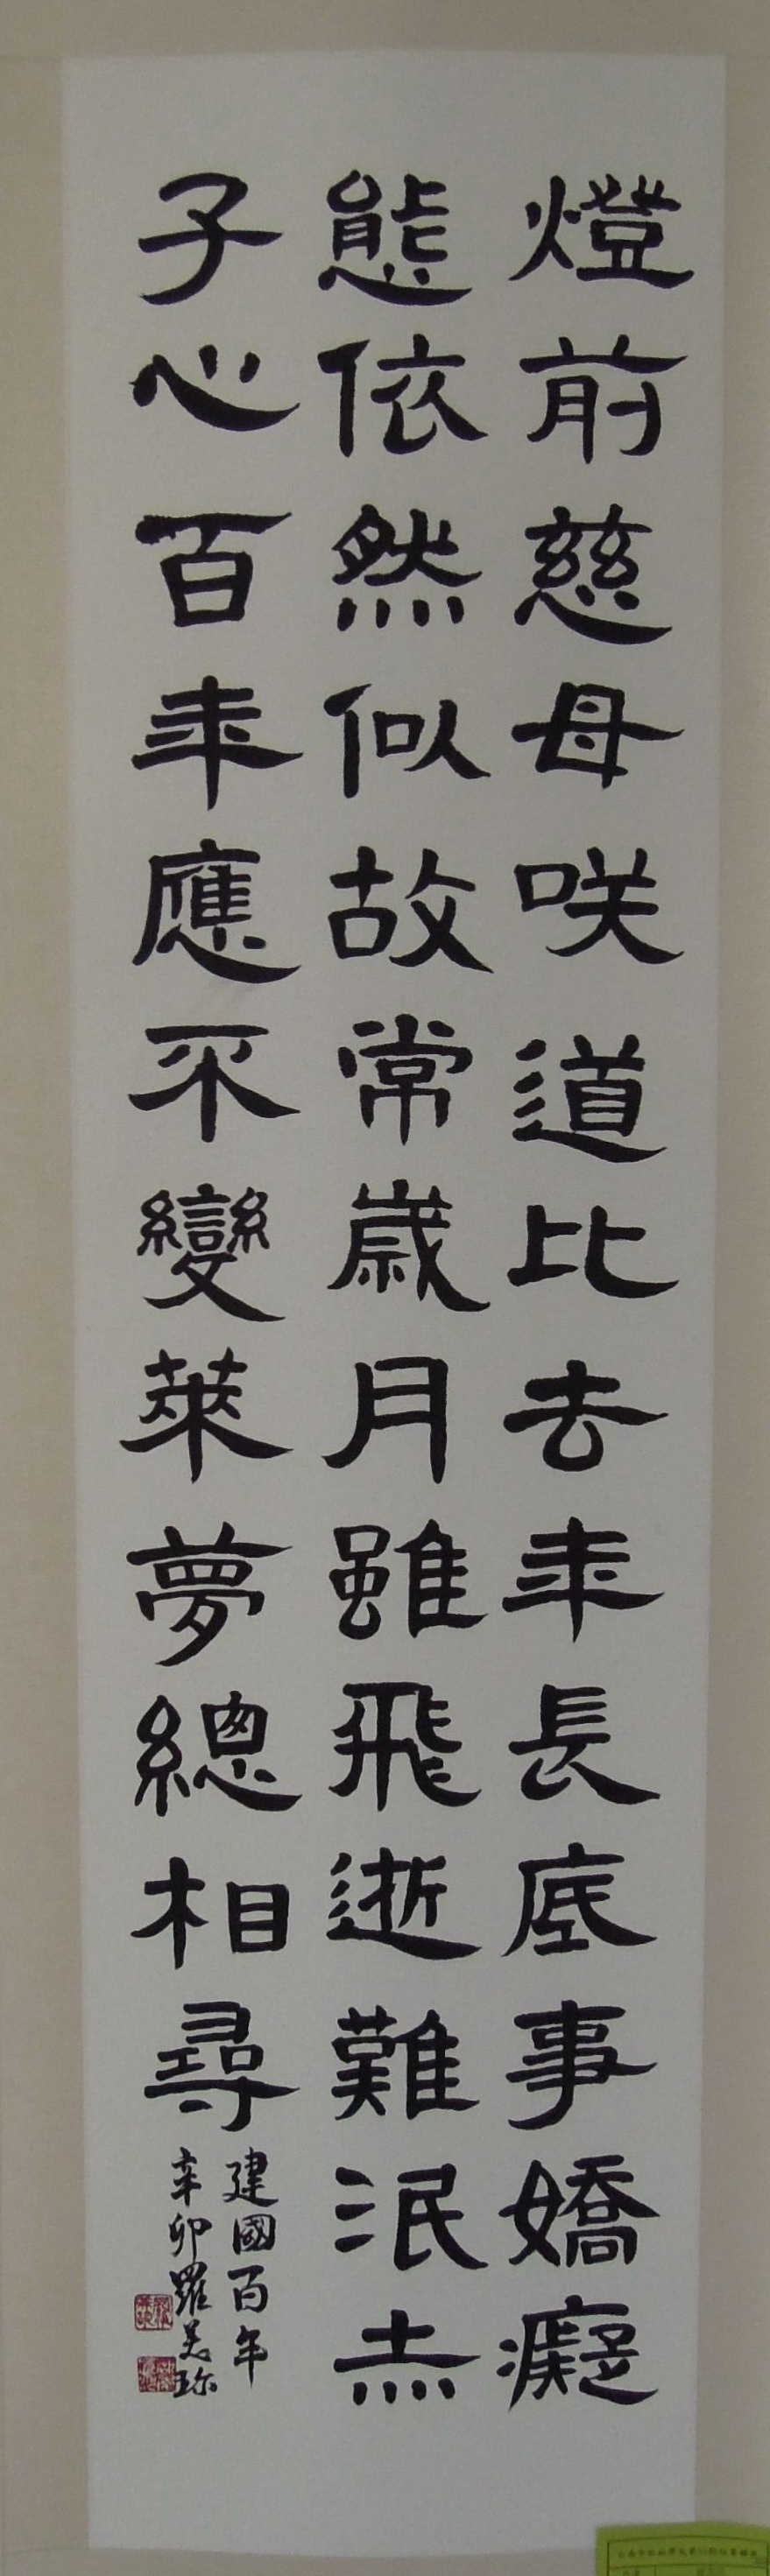 燈前慈母咲道比去年長底事嬌癡
態依然似故常歲月雖飛逝難泯赤
子心百年應不變萊夢總相尋
建國百年
辛卯羅美珍